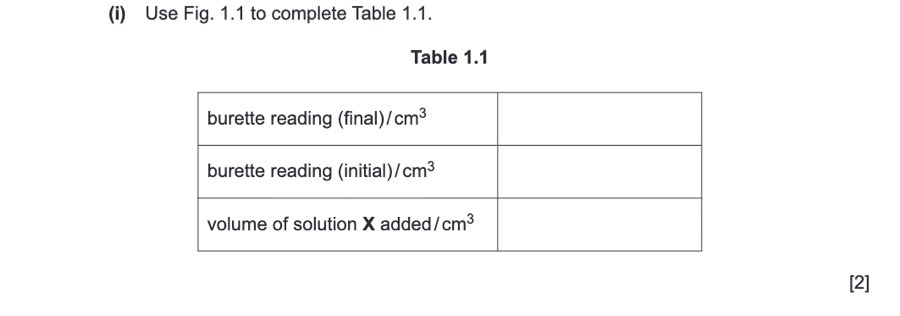 (i) Use Fig. 1.1 to complete Table 1.1.
Table 1.1
burette reading (final)/cm³
burette reading (initial)/cm³
volume of solution X added/cm³
[2]